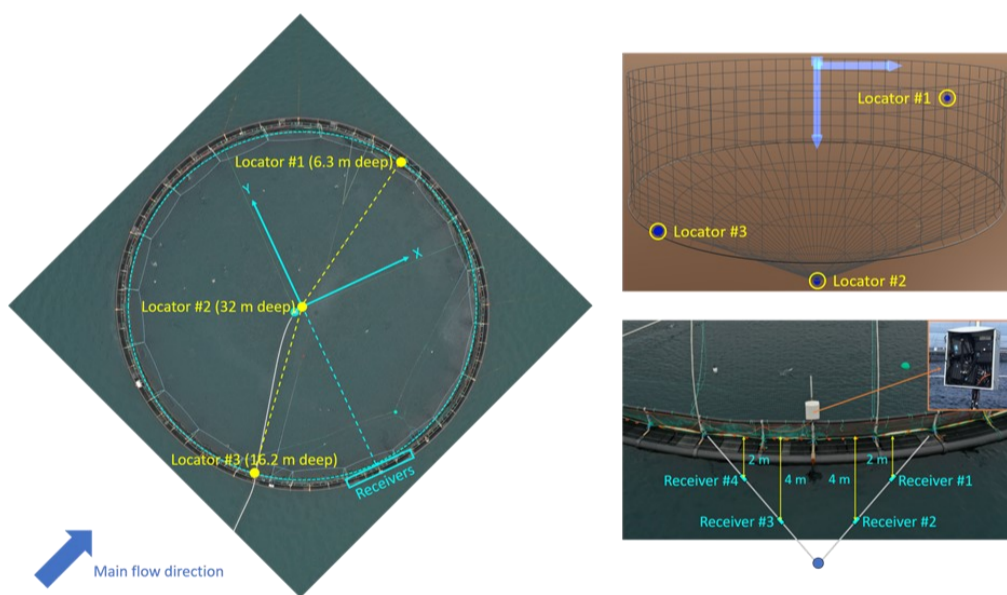 Locator #1 (6.3 m deep)
Y
X
Locator #2 (32 m deep)
Locator #3 (16.2 m deep)
Receivers
Main flow direction
Locator #1
Locator #3
Locator #2
2 m
2 m
4 m
4 m
Receiver #4
Receiver #1
Receiver #3
Receiver #2